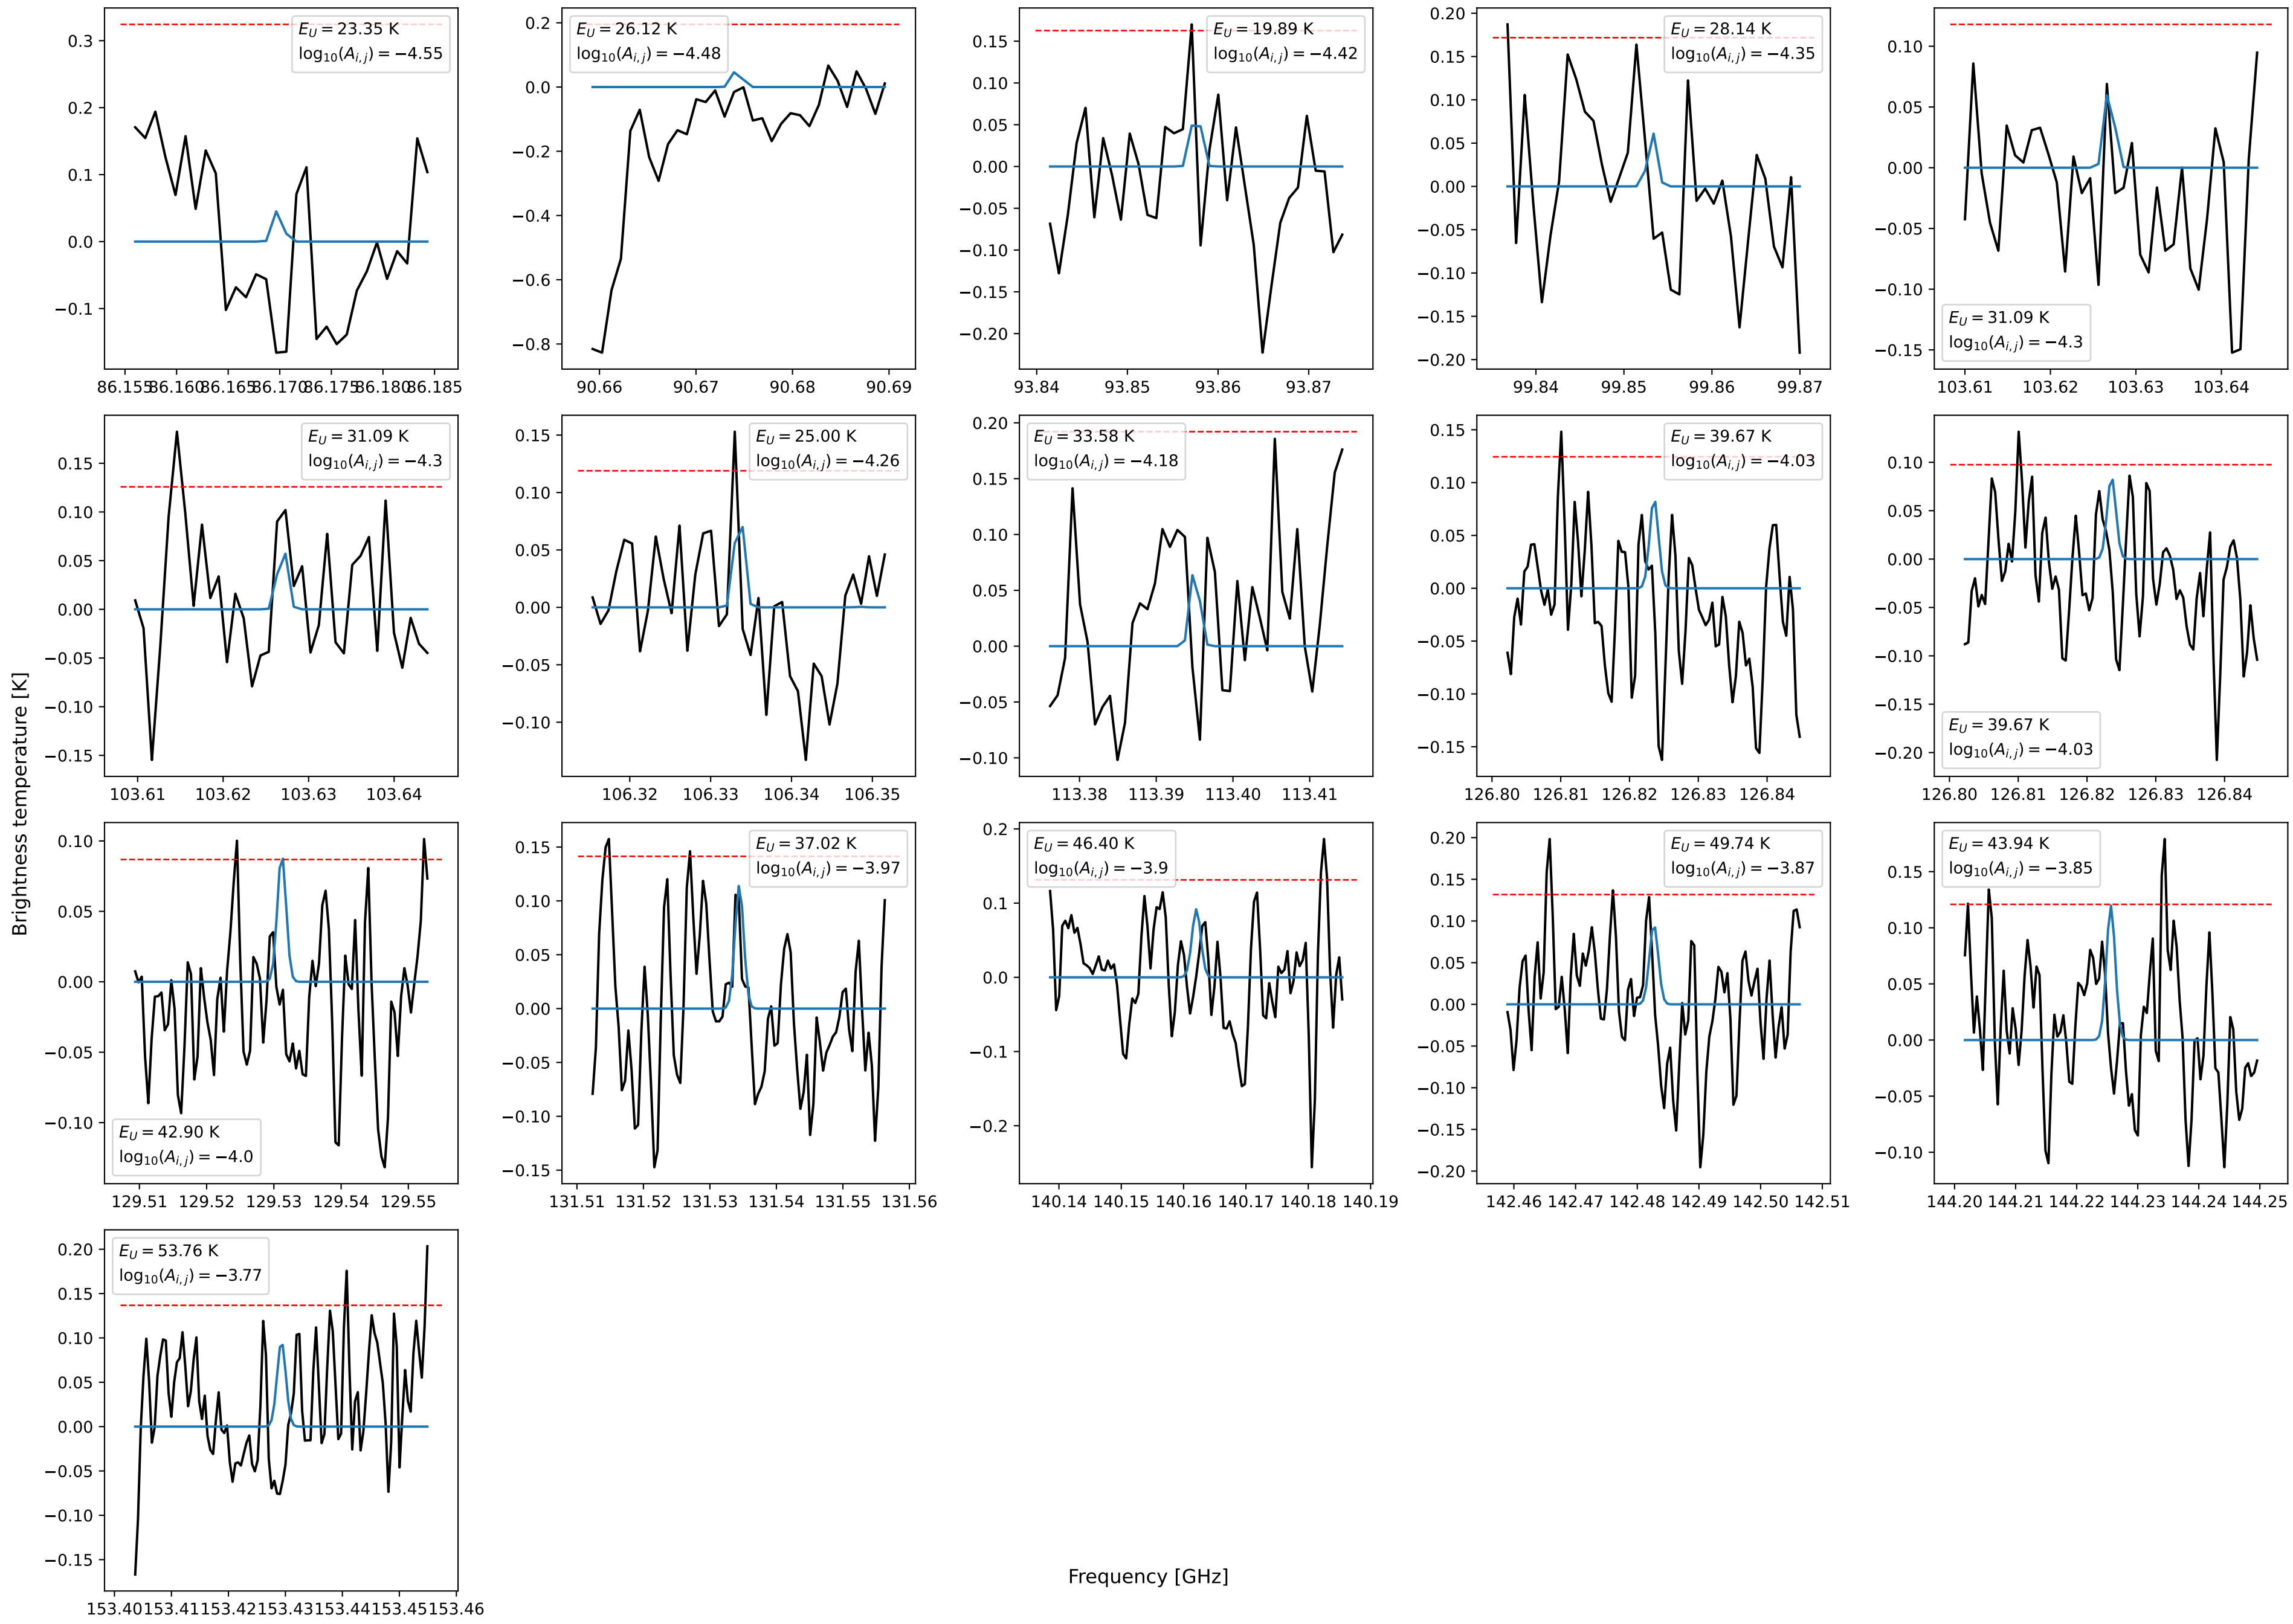 E_U = 23.35 K
log10(A_i,j) = −4.55
0.3
0.2
0.1
0.0
−0.1
86.155 86.160 86.165 86.170 86.175 86.180 86.185
E_U = 26.12 K
log10(A_i,j) = −4.48
0.2
0.0
−0.2
−0.4
−0.6
−0.8
90.66 90.67 90.68 90.69
E_U = 19.89 K
log10(A_i,j) = −4.42
0.15
0.10
0.05
0.00
−0.05
−0.10
−0.15
−0.20
93.84 93.85 93.86 93.87
E_U = 28.14 K
log10(A_i,j) = −4.35
0.20
0.15
0.10
0.05
0.00
−0.05
−0.10
−0.15
−0.20
99.84 99.85 99.86 99.87
0.10
0.05
0.00
−0.05
−0.10
−0.15
E_U = 31.09 K
log10(A_i,j) = −4.3
103.61 103.62 103.63 103.64
E_U = 31.09 K
log10(A_i,j) = −4.3
0.15
0.10
0.05
0.00
−0.05
−0.10
−0.15
103.61 103.62 103.63 103.64
E_U = 25.00 K
log10(A_i,j) = −4.26
0.15
0.10
0.05
0.00
−0.05
−0.10
106.32 106.33 106.34 106.35
E_U = 33.58 K
log10(A_i,j) = −4.18
0.20
0.15
0.10
0.05
0.00
−0.05
−0.10
113.38 113.39 113.40 113.41
E_U = 39.67 K
log10(A_i,j) = −4.03
0.15
0.10
0.05
0.00
−0.05
−0.10
−0.15
126.80 126.81 126.82 126.83 126.84
0.10
0.05
0.00
−0.05
−0.10
−0.15
−0.20
E_U = 39.67 K
log10(A_i,j) = −4.03
126.80 126.81 126.82 126.83 126.84
Brightness temperature [K]
0.10
0.05
0.00
−0.05
−0.10
E_U = 42.90 K
log10(A_i,j) = −4.0
129.51 129.52 129.53 129.54 129.55
E_U = 37.02 K
log10(A_i,j) = −3.97
0.15
0.10
0.05
0.00
−0.05
−0.10
−0.15
131.51 131.52 131.53 131.54 131.55 131.56
E_U = 46.40 K
log10(A_i,j) = −3.9
0.2
0.1
0.0
−0.1
−0.2
140.14 140.15 140.16 140.17 140.18 140.19
E_U = 49.74 K
log10(A_i,j) = −3.87
0.20
0.15
0.10
0.05
0.00
−0.05
−0.10
−0.15
−0.20
142.46 142.47 142.48 142.49 142.50 142.51
E_U = 43.94 K
log10(A_i,j) = −3.85
0.15
0.10
0.05
0.00
−0.05
−0.10
144.20 144.21 144.22 144.23 144.24 144.25
E_U = 53.76 K
log10(A_i,j) = −3.77
0.20
0.15
0.10
0.05
0.00
−0.05
−0.10
−0.15
153.40 153.41 153.42 153.43 153.44 153.45 153.46
Frequency [GHz]